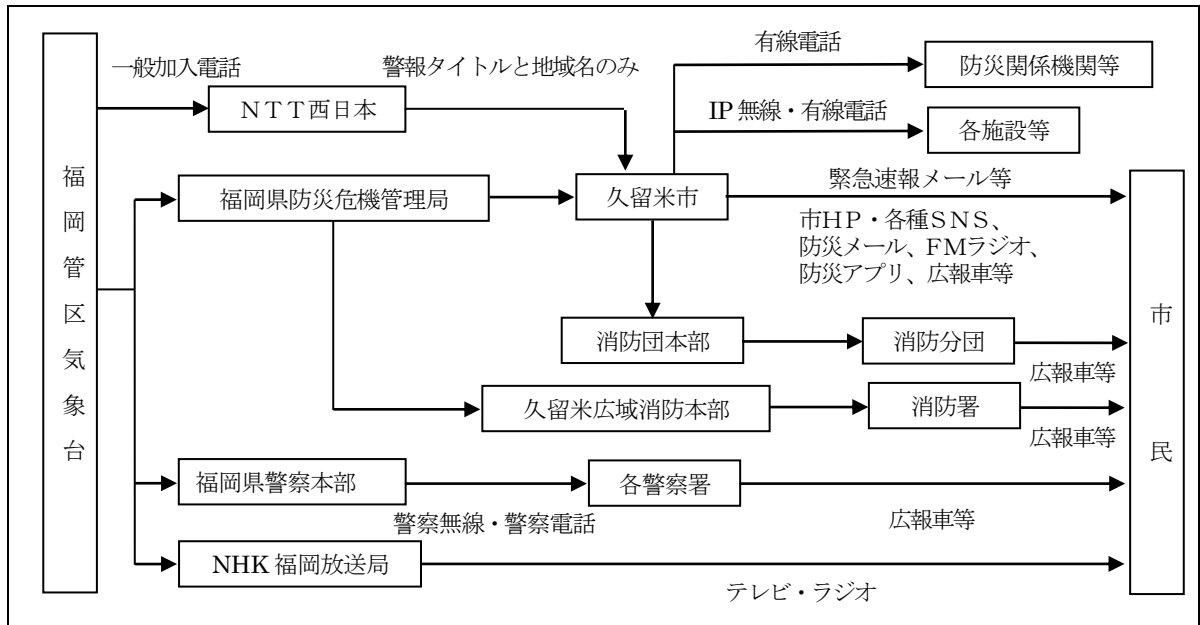 有線電話
防災関係機関等
一般加入電話
警報タイトルと地域名のみ
ＮＴＴ西日本
IP 無線・有線電話
各施設等
福岡管区気象台
福岡県防災危機管理局
久留米市
緊急速報メール等
市ＨＰ・各種ＳＮＳ、
防災メール、ＦＭラジオ、
防災アプリ、広報車等
市民
消防団本部
消防分団
広報車等
久留米広域消防本部
消防署
広報車等
福岡県警察本部
各警察署
警察無線・警察電話
広報車等
NHK 福岡放送局
テレビ・ラジオ